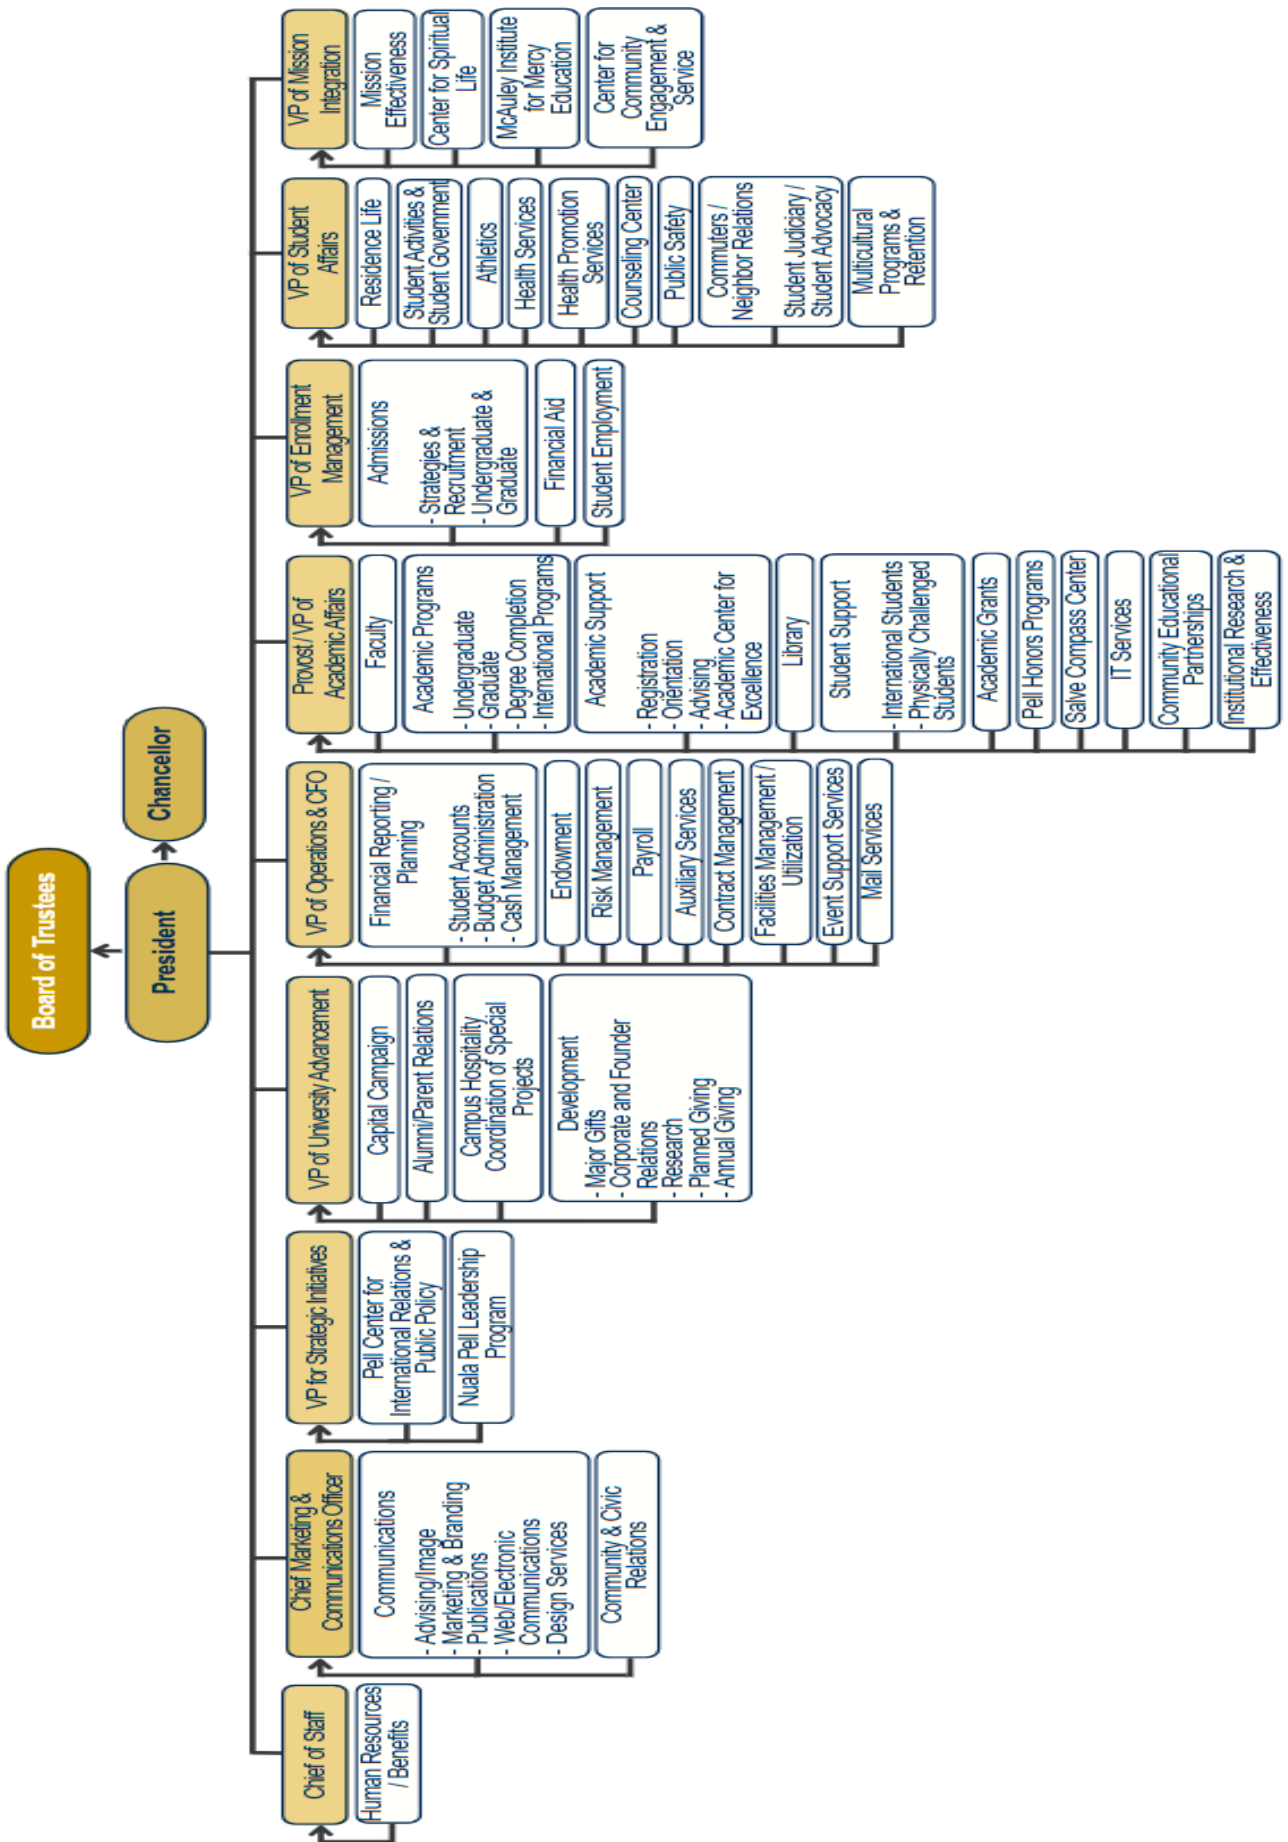 Board of Trustees
President
Chancellor
Chief of Staff
Human Resources
/ Benefits
Chief Marketing &
Communications Officer
Communications
- Advising/Image
- Marketing & Branding
- Publications
- Web/Electronic
Communications
- Design Services
Community & Civic
Relations
VP for Strategic Initiatives
Pell Center for
International Relations &
Public Policy
Nuala Pell Leadership
Program
VP of University Advancement
Capital Campaign
Alumni/Parent Relations
Campus Hospitality
Coordination of Special
Projects
Development
- Major Gifts
- Corporate and Founder
Relations
- Research
- Planned Giving
- Annual Giving
VP of Operations & CFO
Financial Reporting /
Planning
- Student Accounts
- Budget Administration
- Cash Management
Endowment
Risk Management
Payroll
Auxiliary Services
Contract Management
Facilities Management /
Utilization
Event Support Services
Mail Services
Provost/ VP of
Academic Affairs
Faculty
Academic Programs
- Undergraduate
- Graduate
- Degree Completion
- International Programs
Academic Support
- Registration
- Orientation
- Advising
- Academic Center for
Excellence
Library
Student Support
- International Students
- Physically Challenged
Students
Academic Grants
Pell Honors Programs
Salve Compass Center
IT Services
Community Educational
Partnerships
Institutional Research &
Effectiveness
VP of Enrollment
Management
Admissions
- Strategies &
Recruitment
- Undergraduate &
Graduate
Financial Aid
Student Employment
VP of Student
Affairs
Residence Life
Student Activities &
Student Government
Athletics
Health Services
Health Promotion
Services
Counseling Center
Public Safety
Commuters /
Neighbor Relations
Student Judiciary /
Student Advocacy
Multicultural
Programs &
Retention
VP of Mission
Integration
Mission
Effectiveness
Center for Spiritual
Life
McAuley Institute
for Mercy
Education
Center for
Community
Engagement &
Service